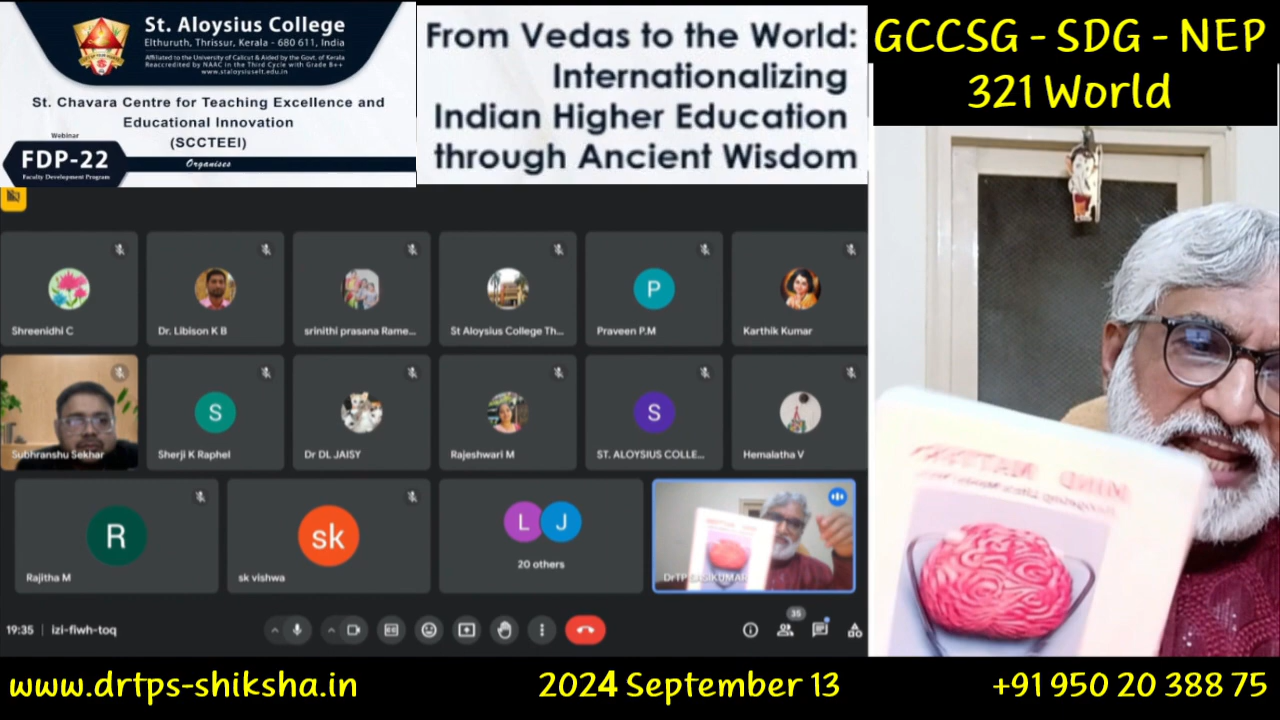 St. Aloysius College
Elthuruth, Thrissur, Kerala - 680 611, India
Affiliated to the University of Calicut & Aided by the Govt. of Kerala
Reaccredited by NAAC in the Third Cycle with Grade B++
www.staloysiuselt.edu.in
St. Chavara Centre for Teaching Excellence and
Educational Innovation
(SCCTEEI)
Webinar
FDP-22
Faculty Development Program
Organises
From Vedas to the World:
Internationalizing
Indian Higher Education
through Ancient Wisdom
GCCSG - SDG - NEP
321 World
Shreenidhi C
Dr. Libison K B
srinithi prasana Rame...
St Aloysius College Th...
P
Praveen P.M
Karthik Kumar
Subhranshu Sekhar
S
Sherji K Raphel
Dr DL JAISY
Rajeshwari M
S
ST. ALOYSIUS COLLE...
Hemalatha V
R
Rajitha M
sk
sk vishwa
L J
20 others
DrTP SASIKUMAR
MIND MATTERS
19:35 | izi-fiwh-toq
35
www.drtps-shiksha.in
2024 September 13
+91 950 20 388 75